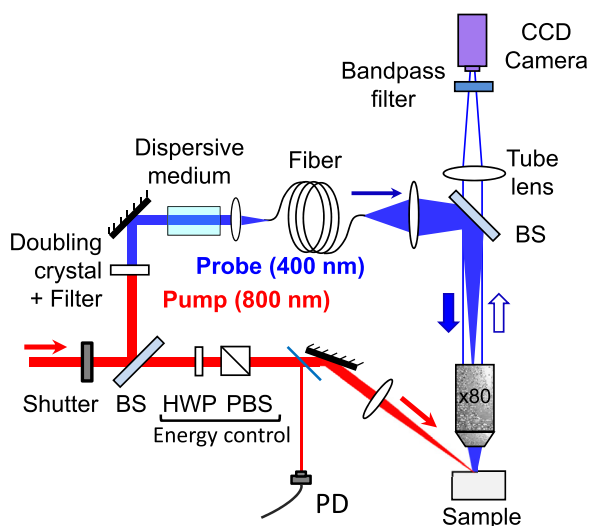 CCD
Camera
Bandpass
filter
Dispersive
medium
Fiber
Tube
lens
BS
Doubling
crystal
+ Filter
Probe (400 nm)
Pump (800 nm)
Shutter
BS
HWP PBS
Energy control
x80
PD
Sample